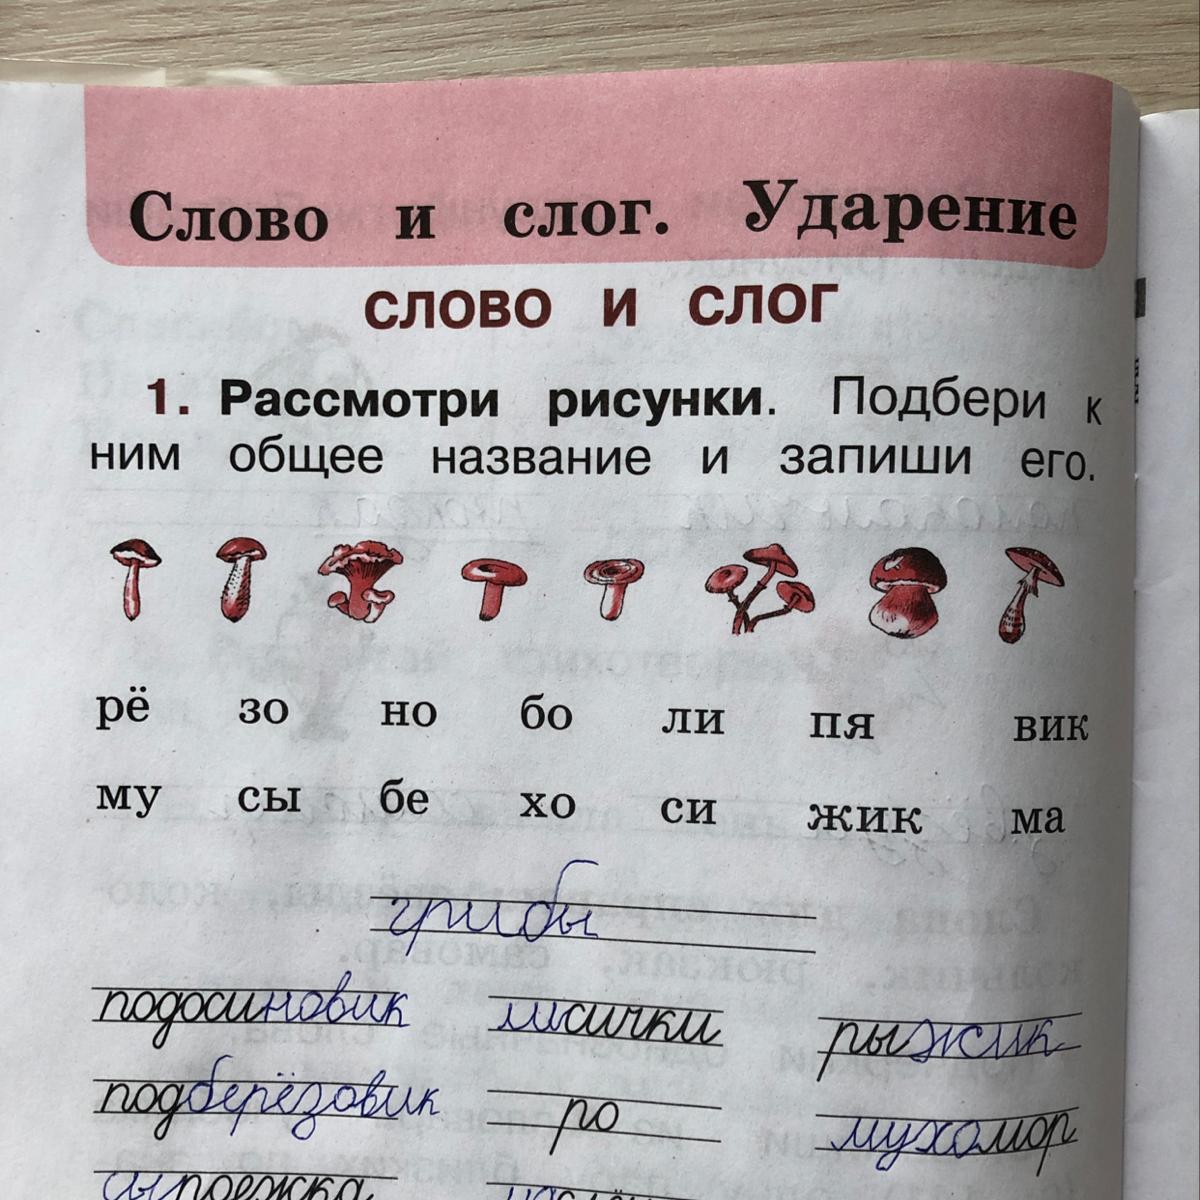 Слово и слог. Ударение
СЛОВО И СЛОГ
1. Рассмотри рисунки. Подбери к
ним общее название и запиши его.
рё зо но бо ли пя вик
му сы бе хо си жик ма
грибы
подосиновик лисички рыжик
подберёзовик ро мухомор
сыроежка